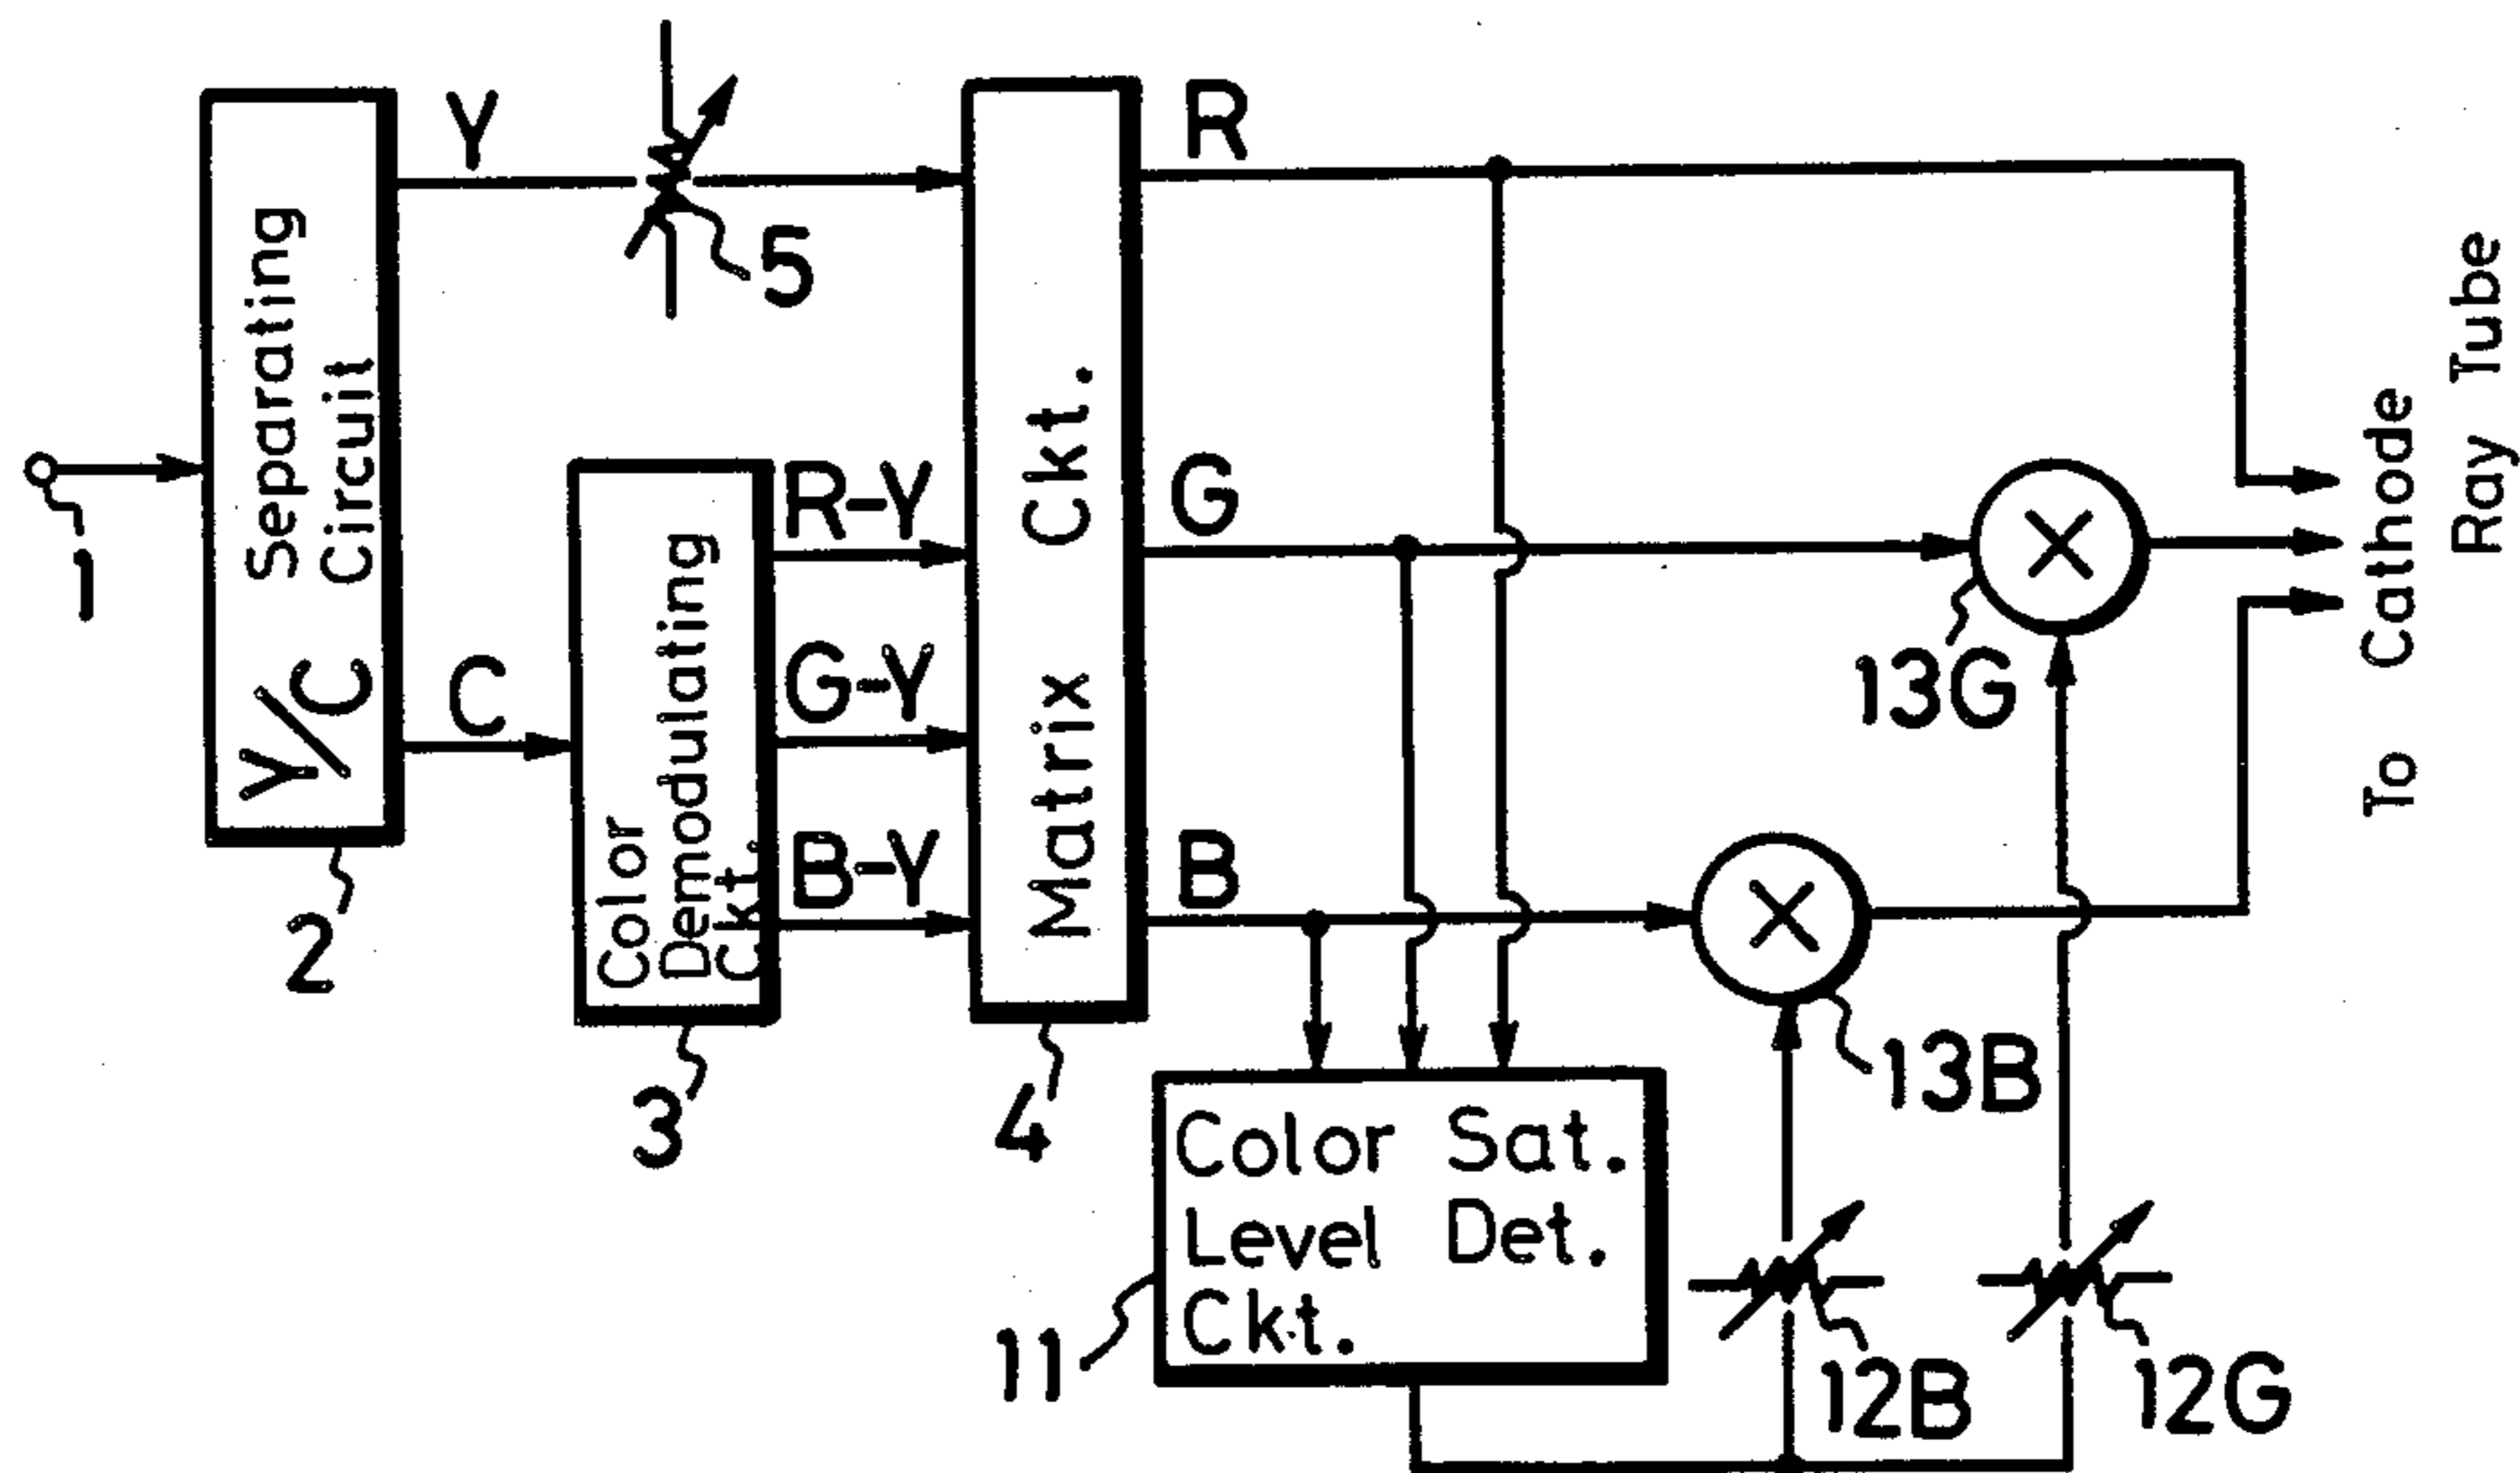 1
Y/C Separating
Circuit
2
Y
5
C
Color
Demodulating
Ckt.
3
R-Y
G-Y
B-Y
Matrix Ckt.
4
R
G
B
Color Sat.
Level Det.
Ckt.
11
12B
12G
13B
13G
To Cathode
Ray Tube